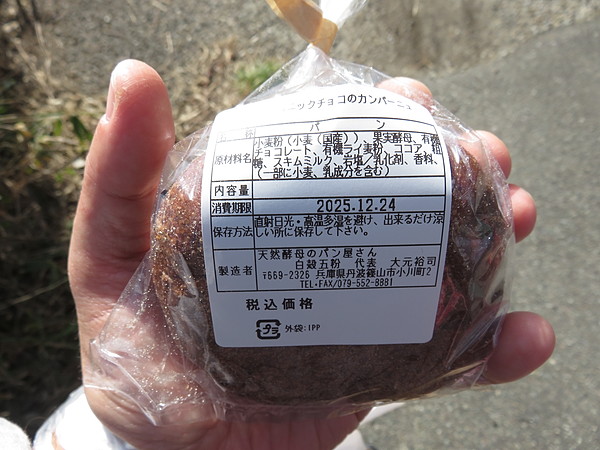 ックチョコのカンパーニュ
パン
原材料名 小麦粉(小麦(国産))、果実酵母、有機
チョコレート、有機ライ麦粉、ココア、粗
糖、スキムミルク、岩塩/乳化剤、香料、
(一部に小麦、乳成分を含む)
内容量
消費期限 2025.12.24
保存方法 直射日光・高温多湿を避け、出来るだけ涼
しい所に保存して下さい。
製造者 天然酵母のパン屋さん
白殻五粉 代表 大元裕司
〒669-2326 兵庫県丹波篠山市小川町2
TEL・FAX/079-552-8881
税込価格
プラ 外袋:IPP